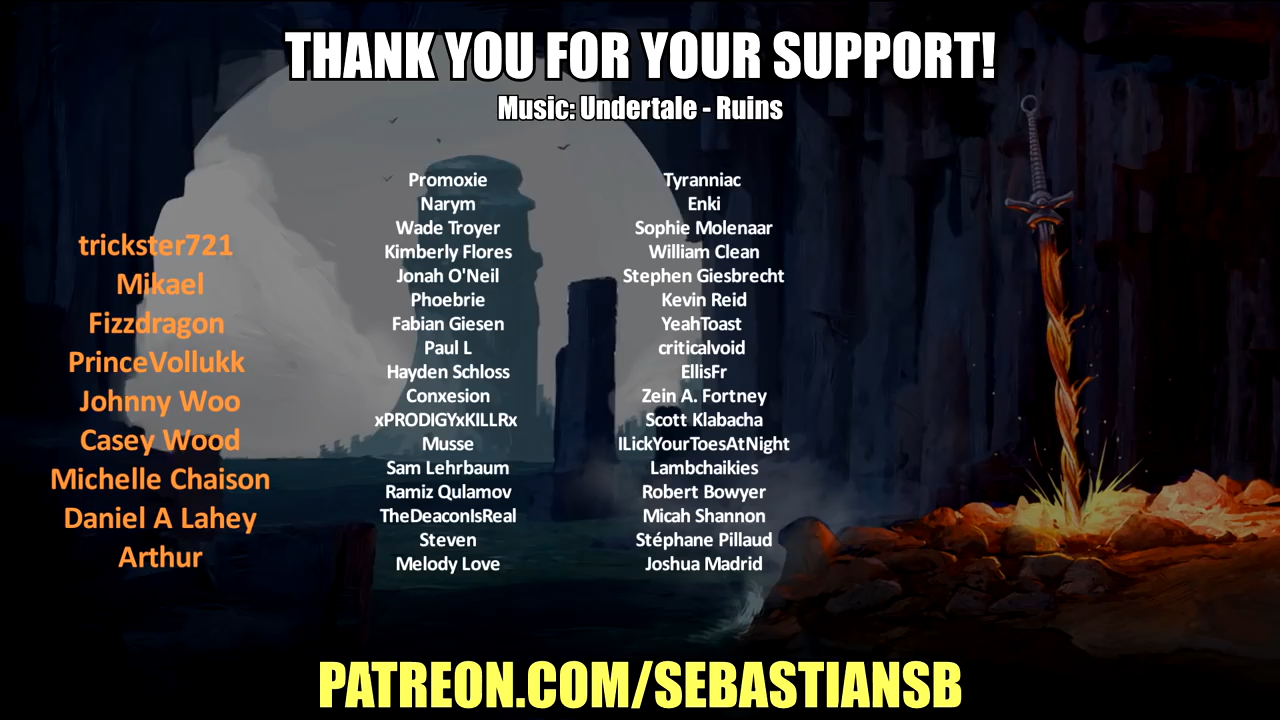 THANK YOU FOR YOUR SUPPORT!
Music: Undertale - Ruins
trickster721
Mikael
Fizzdragon
PrinceVollukk
Johnny Woo
Casey Wood
Michelle Chaison
Daniel A Lahey
Arthur
Promoxie
Narym
Wade Troyer
Kimberly Flores
Jonah O'Neil
Phoebrie
Fabian Giesen
Paul L
Hayden Schloss
Conxesion
xPRODIGYxKILLRx
Musse
Sam Lehrbaum
Ramiz Qulamov
TheDeaconIsReal
Steven
Melody Love
Tyranniac
Enki
Sophie Molenaar
William Clean
Stephen Giesbrecht
Kevin Reid
YeahToast
criticalvoid
EllisFr
Zein A. Fortney
Scott Klabacha
ILickYourToesAtNight
Lambchaikies
Robert Bowyer
Micah Shannon
Stéphane Pillaud
Joshua Madrid
PATREON.COM/SEBASTIANSB